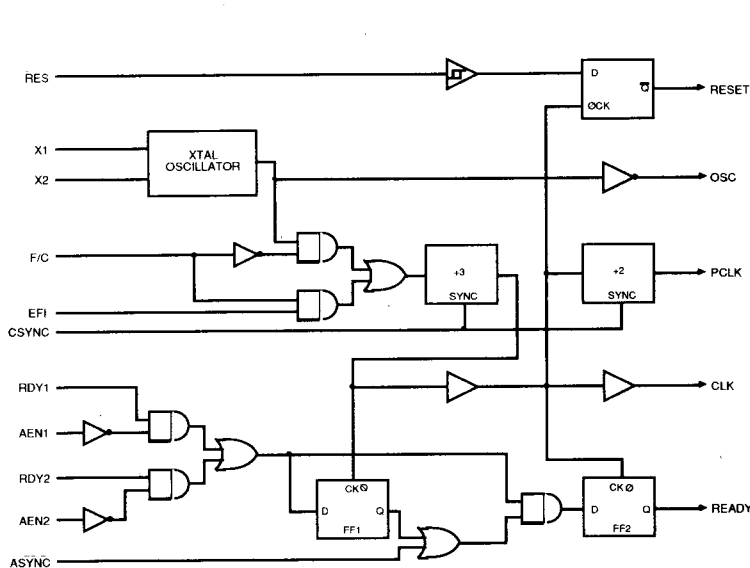 RES
D
Q
ØCK
RESET
X1
X2
XTAL
OSCILLATOR
OSC
F/C
+3
SYNC
+2
SYNC
PCLK
EFI
CSYNC
RDY1
CLK
AEN1
RDY2
CKØ
D
Q
FF1
CKØ
D
Q
FF2
READY
AEN2
ASYNC